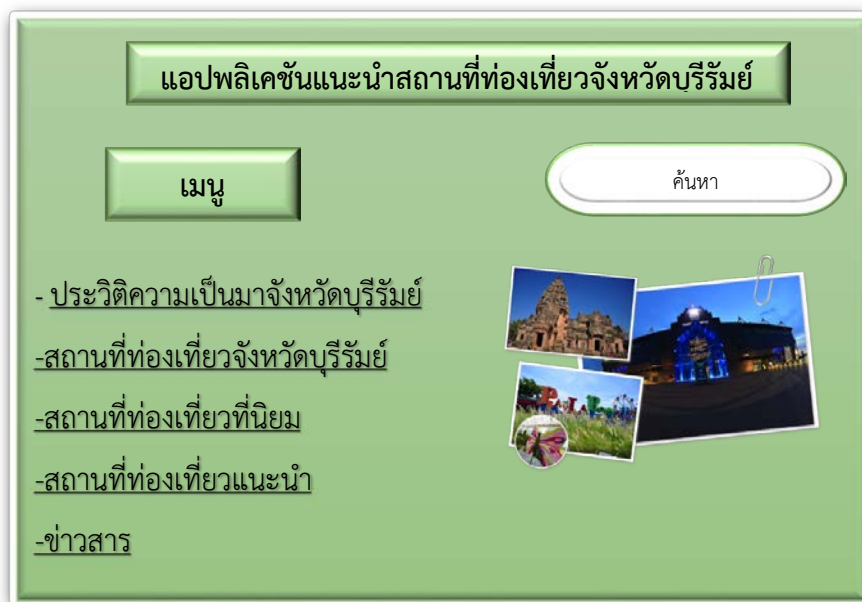 แอปพลิเคชันแนะนำสถานที่ท่องเที่ยวจังหวัดบุรีรัมย์
เมนู
ค้นหา
- ประวิติความเป็นมาจังหวัดบุรีรัมย์
-สถานที่ท่องเที่ยวจังหวัดบุรีรัมย์
-สถานที่ท่องเที่ยวที่นิยม
-สถานที่ท่องเที่ยวแนะนำ
-ข่าวสาร